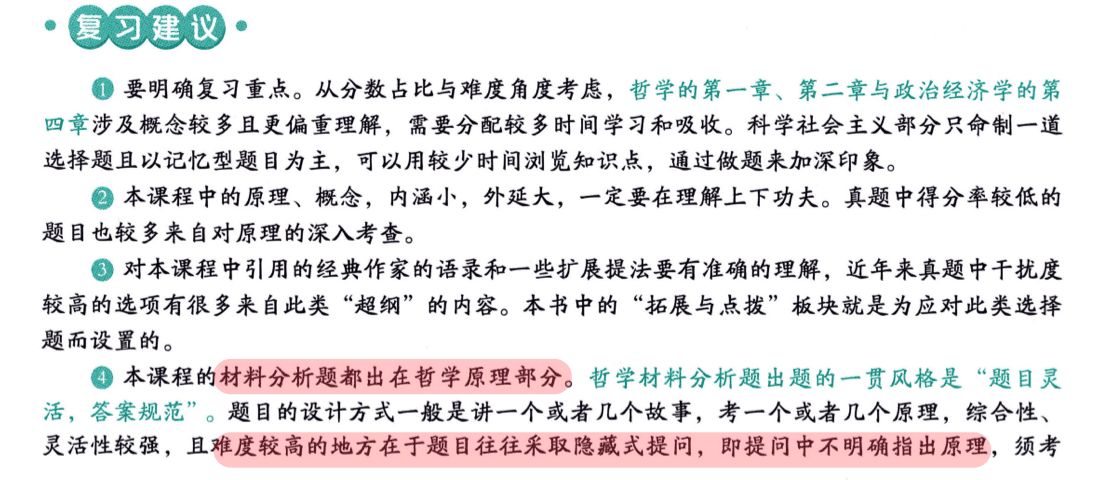 复习建议
❶ 要明确复习重点。从分数占比与难度角度考虑，哲学的第一章、第二章与政治经济学的第
四章涉及概念较多且更偏重理解，需要分配较多时间学习和吸收。科学社会主义部分只命制一道
选择题且以记忆型题目为主，可以用较少时间浏览知识点，通过做题来加深印象。
❷ 本课程中的原理、概念，内涵小，外延大，一定要在理解上下功夫。真题中得分率较低的
题目也较多来自对原理的深入考查。
❸ 对本课程中引用的经典作家的语录和一些扩展提法要有准确的理解，近年来真题中干扰度
较高的选项有很多来自此类“超纲”的内容。本书中的“拓展与点拨”板块就是为应对此类选择
题而设置的。
❹ 本课程的材料分析题都出在哲学原理部分。哲学材料分析题出题的一贯风格是“题目灵
活，答案规范”。题目的设计方式一般是讲一个或者几个故事，考一个或者几个原理，综合性、
灵活性较强，且难度较高的地方在于题目往往采取隐藏式提问，即提问中不明确指出原理，须考